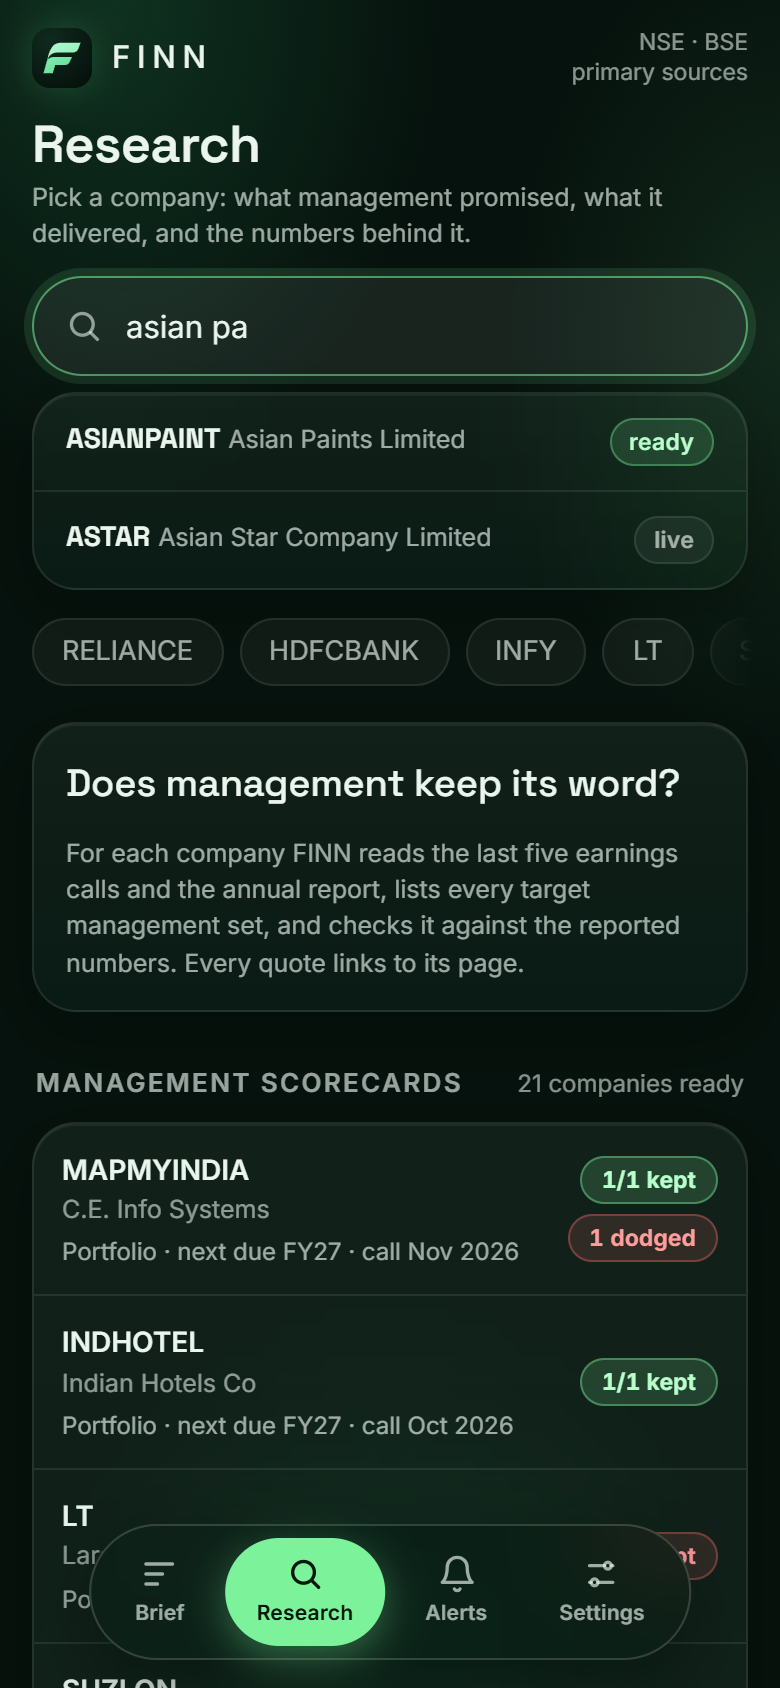 FINN
NSE · BSE
primary sources
Research
Pick a company: what management promised, what it
delivered, and the numbers behind it.
asian pa
ASIANPAINT Asian Paints Limited
ready
ASTAR Asian Star Company Limited
live
RELIANCE
HDFCBANK
INFY
LT
Does management keep its word?
For each company FINN reads the last five earnings
calls and the annual report, lists every target
management set, and checks it against the reported
numbers. Every quote links to its page.
MANAGEMENT SCORECARDS
21 companies ready
MAPMYINDIA
C.E. Info Systems
Portfolio · next due FY27 · call Nov 2026
1/1 kept
1 dodged
INDHOTEL
Indian Hotels Co
Portfolio · next due FY27 · call Oct 2026
1/1 kept
LT
Brief
Research
Alerts
Settings